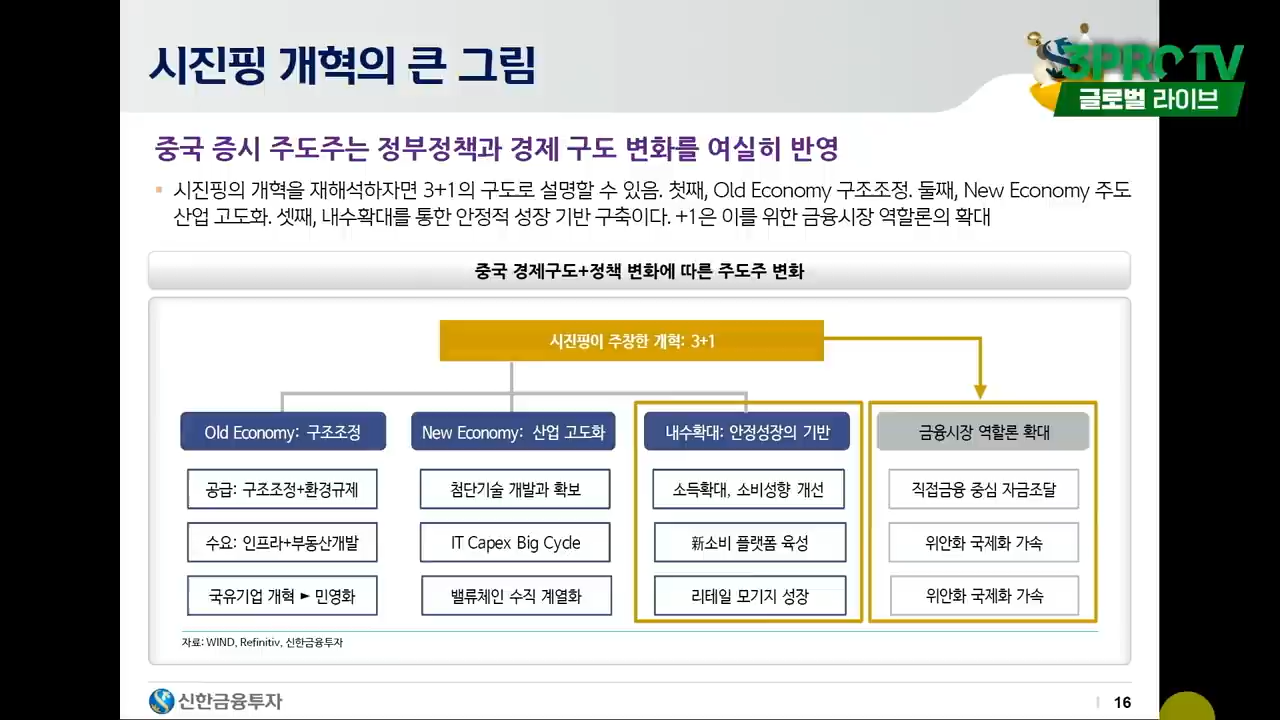 시진핑 개혁의 큰 그림
3PRO TV
글로벌 라이브
중국 증시 주도주는 정부정책과 경제 구도 변화를 여실히 반영
시진핑의 개혁을 재해석하자면 3+1의 구도로 설명할 수 있음. 첫째, Old Economy 구조조정. 둘째, New Economy 주도
산업 고도화. 셋째, 내수확대를 통한 안정적 성장 기반 구축이다. +1은 이를 위한 금융시장 역할론의 확대
중국 경제구도+정책 변화에 따른 주도주 변화
시진핑이 주창한 개혁: 3+1
Old Economy: 구조조정
공급: 구조조정+환경규제
수요: 인프라+부동산개발
국유기업 개혁 ► 민영화
New Economy: 산업 고도화
첨단기술 개발과 확보
IT Capex Big Cycle
밸류체인 수직 계열화
내수확대: 안정성장의 기반
소득확대, 소비성향 개선
新소비 플랫폼 육성
리테일 모기지 성장
금융시장 역할론 확대
직접금융 중심 자금조달
위안화 국제화 가속
위안화 국제화 가속
자료: WIND, Refinitiv, 신한금융투자
신한금융투자
16